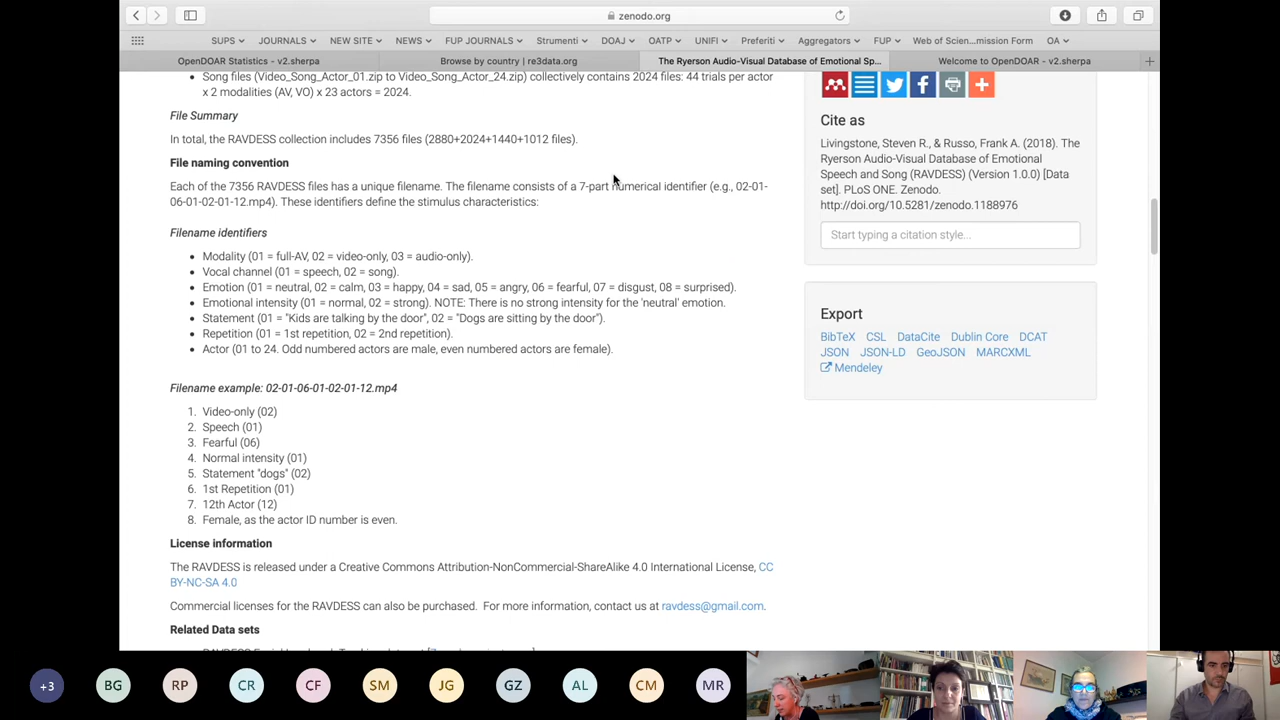 zenodo.org
SUPS JOURNALS NEW SITE NEWS FUP JOURNALS Strumenti DOAJ OATP UNIFI Preferiti Aggregators FUP Web of Scien...mission Form OA
OpenDOAR Statistics - v2.sherpa Browse by country | re3data.org The Ryerson Audio-Visual Database of Emotional Sp... Welcome to OpenDOAR - v2.sherpa
Song files (Video_Song_Actor_01.zip to Video_Song_Actor_24.zip) collectively contains 2024 files: 44 trials per actor
x 2 modalities (AV, VO) x 23 actors = 2024.
File Summary
In total, the RAVDESS collection includes 7356 files (2880+2024+1440+1012 files).
File naming convention
Each of the 7356 RAVDESS files has a unique filename. The filename consists of a 7-part numerical identifier (e.g., 02-01-
06-01-02-01-12.mp4). These identifiers define the stimulus characteristics:
Filename identifiers
Modality (01 = full-AV, 02 = video-only, 03 = audio-only).
Vocal channel (01 = speech, 02 = song).
Emotion (01 = neutral, 02 = calm, 03 = happy, 04 = sad, 05 = angry, 06 = fearful, 07 = disgust, 08 = surprised).
Emotional intensity (01 = normal, 02 = strong). NOTE: There is no strong intensity for the 'neutral' emotion.
Statement (01 = "Kids are talking by the door", 02 = "Dogs are sitting by the door").
Repetition (01 = 1st repetition, 02 = 2nd repetition).
Actor (01 to 24. Odd numbered actors are male, even numbered actors are female).
Filename example: 02-01-06-01-02-01-12.mp4
1. Video-only (02)
2. Speech (01)
3. Fearful (06)
4. Normal intensity (01)
5. Statement "dogs" (02)
6. 1st Repetition (01)
7. 12th Actor (12)
8. Female, as the actor ID number is even.
License information
The RAVDESS is released under a Creative Commons Attribution-NonCommercial-ShareAlike 4.0 International License, CC
BY-NC-SA 4.0
Commercial licenses for the RAVDESS can also be purchased. For more information, contact us at ravdess@gmail.com.
Related Data sets
Cite as
Livingstone, Steven R., & Russo, Frank A. (2018). The
Ryerson Audio-Visual Database of Emotional
Speech and Song (RAVDESS) (Version 1.0.0) [Data
set]. PLoS ONE. Zenodo.
http://doi.org/10.5281/zenodo.1188976
Start typing a citation style...
Export
BibTeX CSL DataCite Dublin Core DCAT
JSON JSON-LD GeoJSON MARCXML
Mendeley
+3 BG RP CR CF SM JG GZ AL CM MR